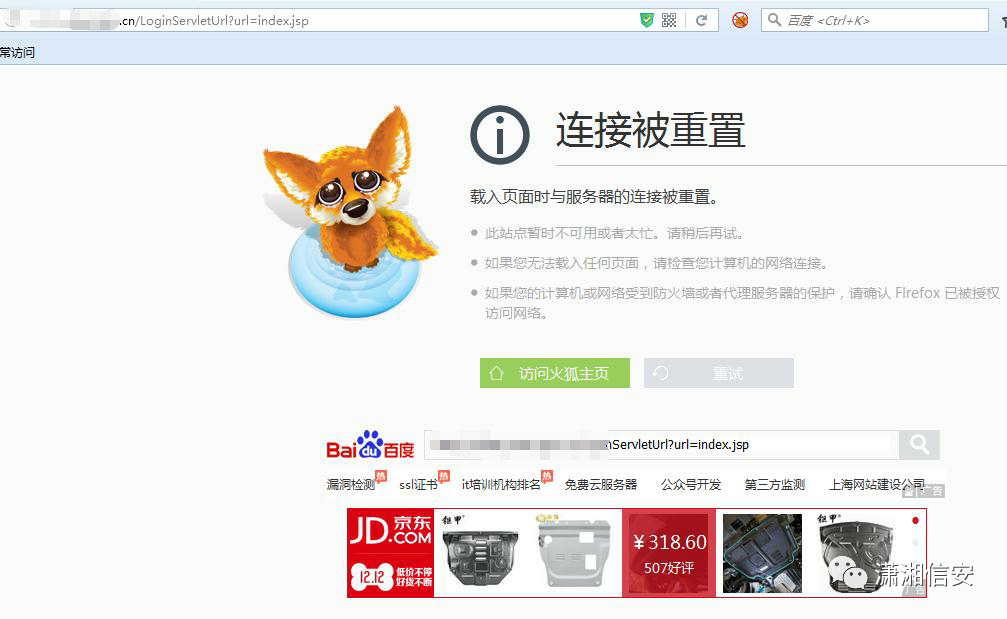 .cn/LoginServletUrl?url=index.jsp
百度 <Ctrl+K>
常访问
连接被重置
载入页面时与服务器的连接被重置。
此站点暂时不可用或者太忙。请稍后再试。
如果您无法载入任何页面，请检查您计算机的网络连接。
如果您的计算机或网络受到防火墙或者代理服务器的保护，请确认 Firefox 已被授权
访问网络。
访问火狐主页
重试
Bai du 百度
nServletUrl?url=index.jsp
漏洞检测 热 ssl证书 热 it培训机构排名 热 免费云服务器 公众号开发 第三方监测 上海网站建设公司
广告
JD.京东
.COM
12.12
低价不停
好货不断
钽甲
¥318.60
507好评
钽甲
潇湘信安
广告